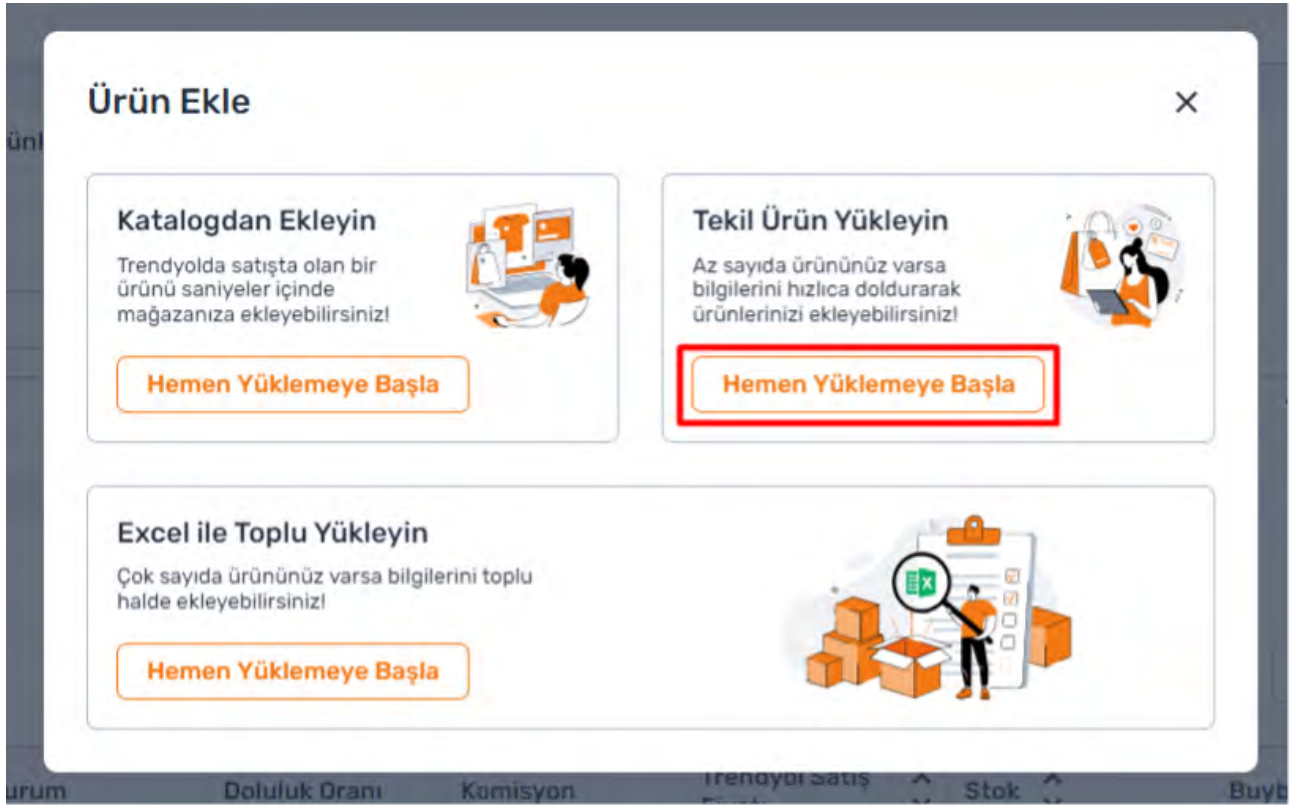 Ürün Ekle
Katalogdan Ekleyin
Trendyolda satışta olan bir
ürünü saniyeler içinde
mağazanıza ekleyebilirsiniz!
Hemen Yüklemeye Başla
Tekil Ürün Yükleyin
Az sayıda ürününüz varsa
bilgilerini hızlıca doldurarak
ürünlerinizi ekleyebilirsiniz!
Hemen Yüklemeye Başla
Excel ile Toplu Yükleyin
Çok sayıda ürününüz varsa bilgilerini toplu
halde ekleyebilirsiniz!
Hemen Yüklemeye Başla
Doluluk Oranı Komisyon Trendyol Satış Stok